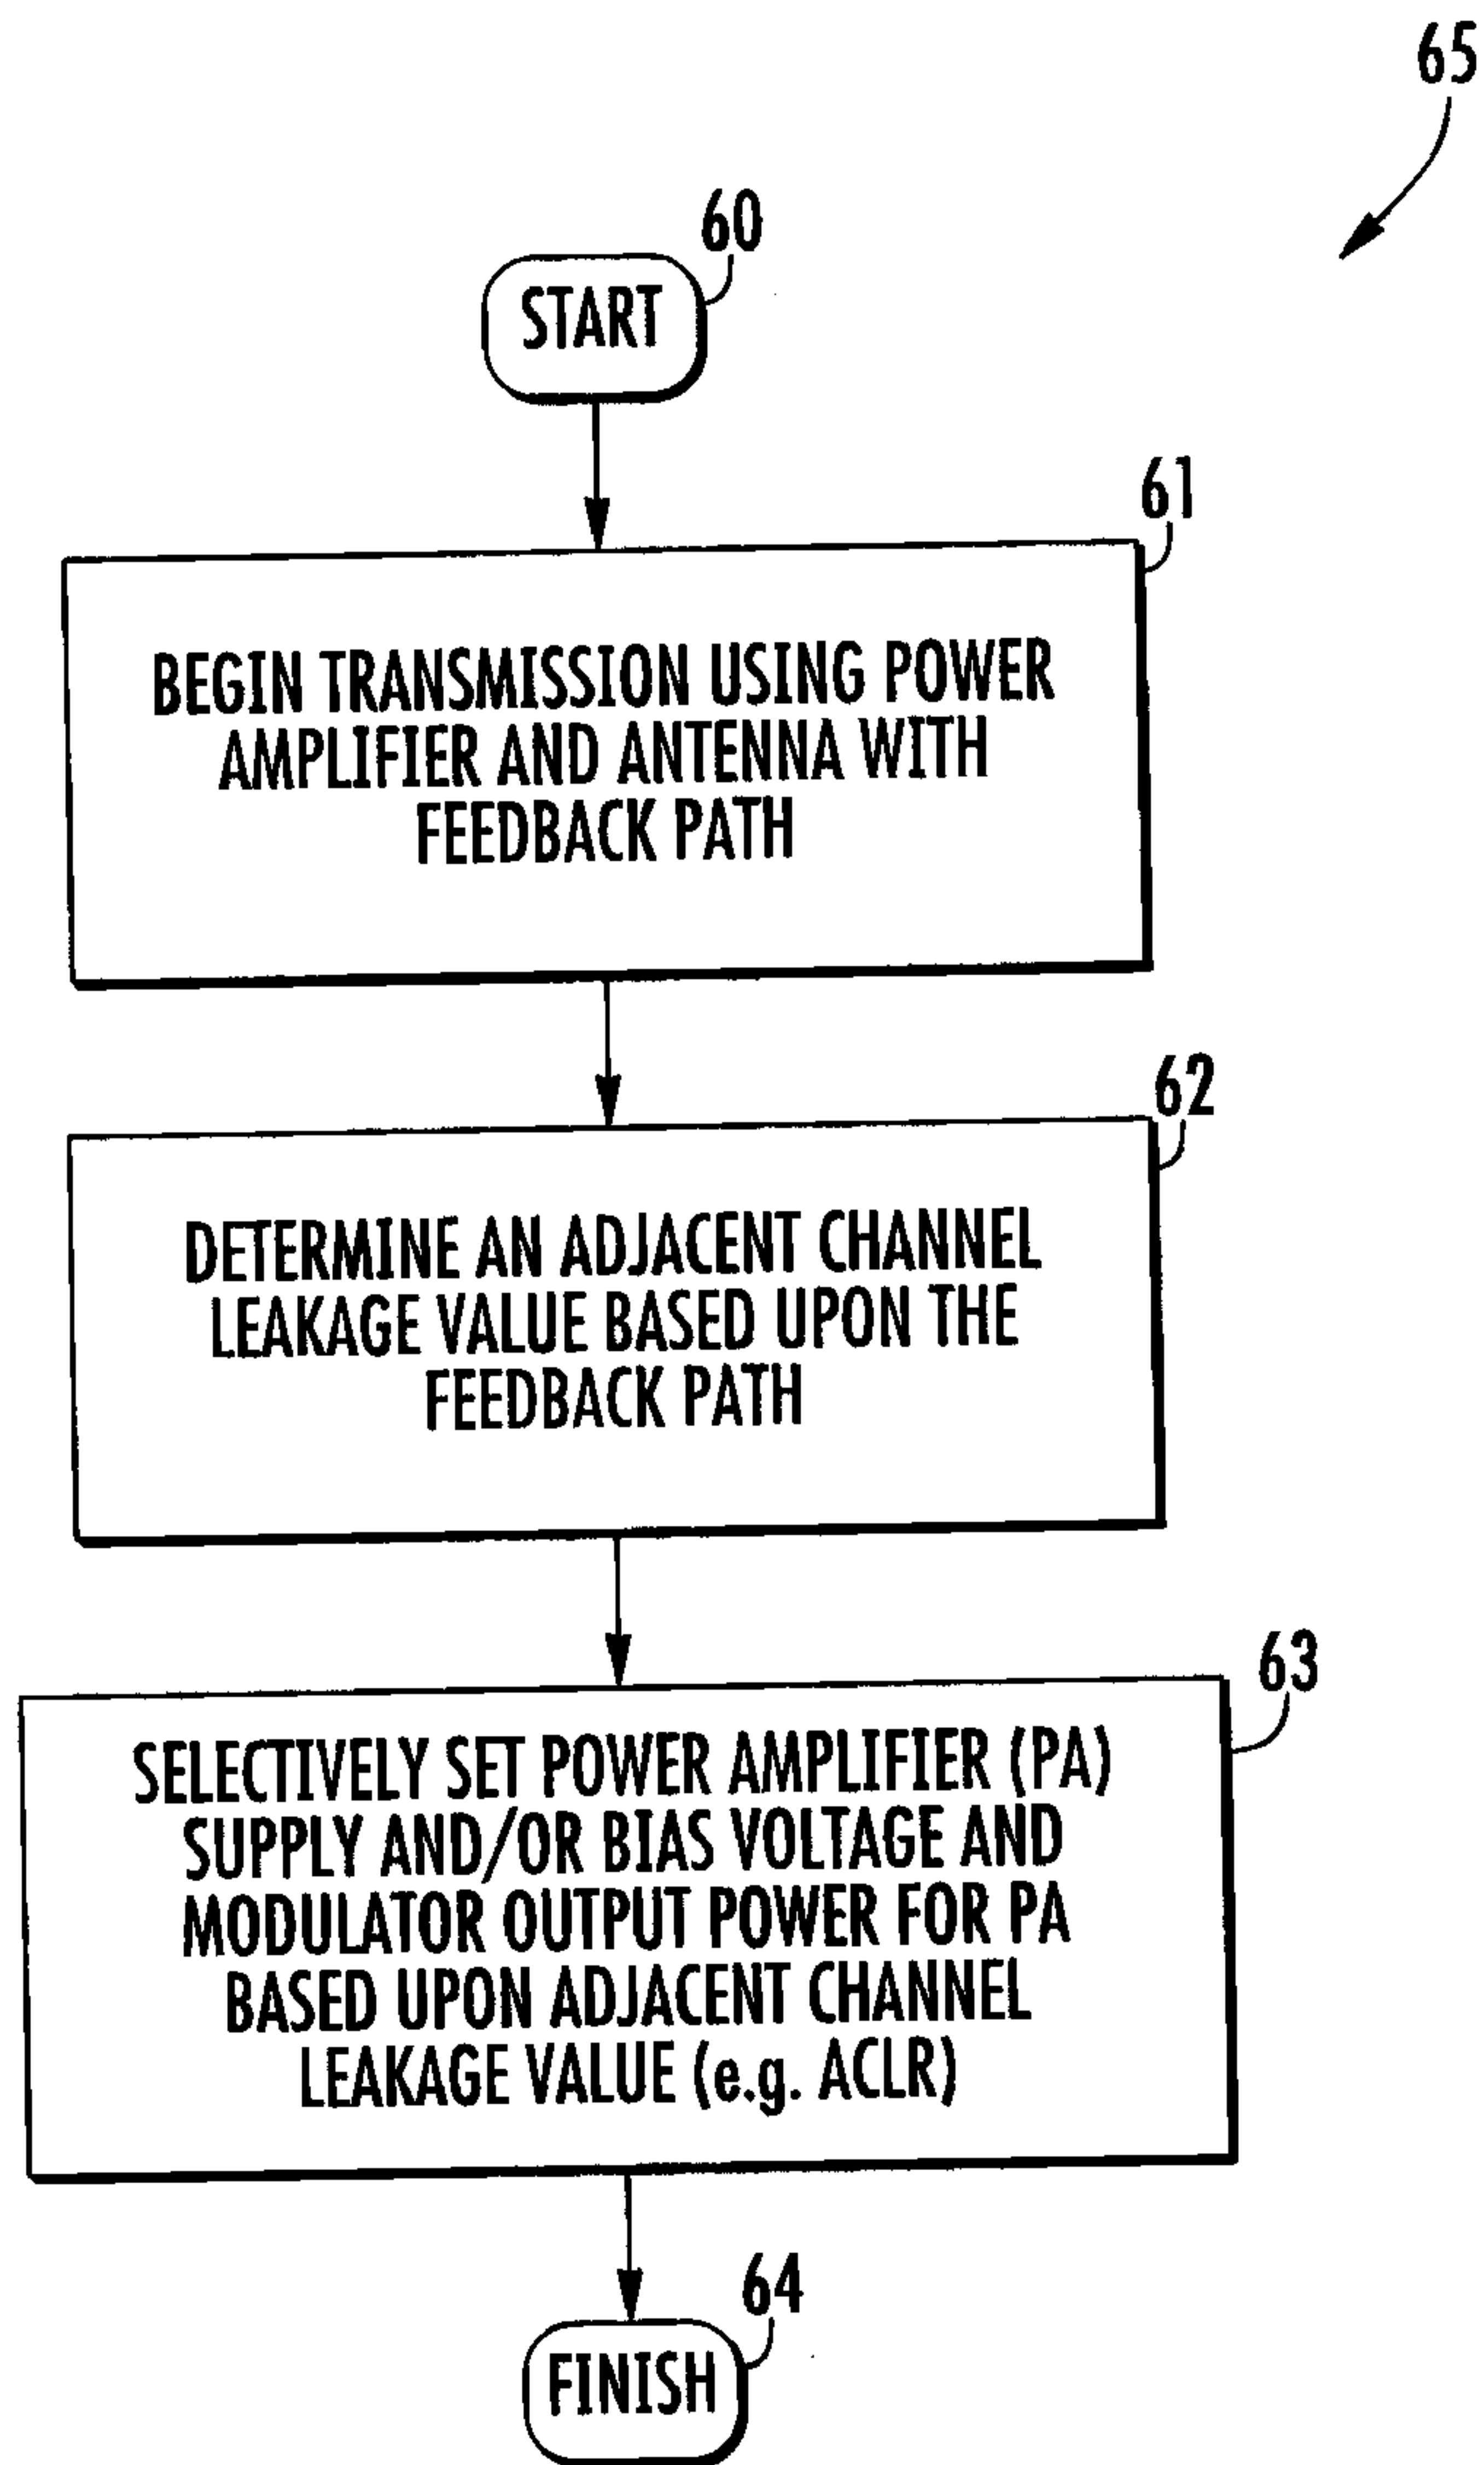 65
60
START
61
BEGIN TRANSMISSION USING POWER
AMPLIFIER AND ANTENNA WITH
FEEDBACK PATH
62
DETERMINE AN ADJACENT CHANNEL
LEAKAGE VALUE BASED UPON THE
FEEDBACK PATH
63
SELECTIVELY SET POWER AMPLIFIER (PA)
SUPPLY AND/OR BIAS VOLTAGE AND
MODULATOR OUTPUT POWER FOR PA
BASED UPON ADJACENT CHANNEL
LEAKAGE VALUE (e.g. ACLR)
64
FINISH